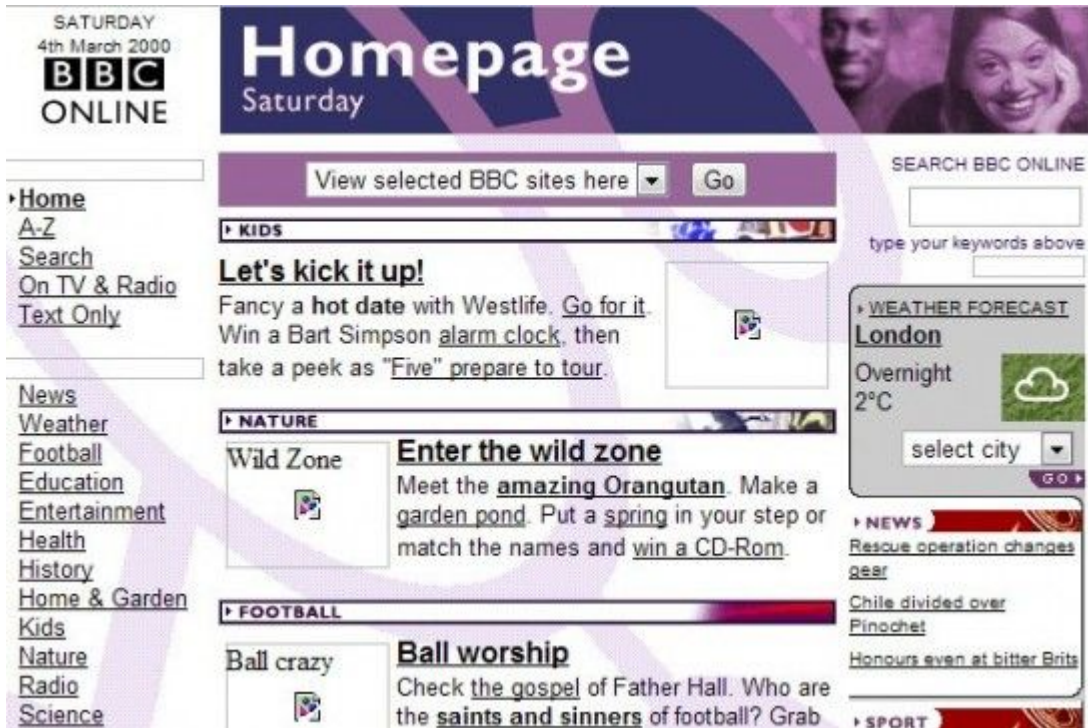 SATURDAY
4th March 2000
BBC
ONLINE
Homepage
Saturday
Home
A-Z
Search
On TV & Radio
Text Only
News
Weather
Football
Education
Entertainment
Health
History
Home & Garden
Kids
Nature
Radio
Science
View selected BBC sites here
Go
KIDS
Let's kick it up!
Fancy a hot date with Westlife. Go for it.
Win a Bart Simpson alarm clock, then
take a peek as "Five" prepare to tour.
NATURE
Wild Zone
Enter the wild zone
Meet the amazing Orangutan. Make a
garden pond. Put a spring in your step or
match the names and win a CD-Rom.
FOOTBALL
Ball crazy
Ball worship
Check the gospel of Father Hall. Who are
the saints and sinners of football? Grab
SEARCH BBC ONLINE
type your keywords above
WEATHER FORECAST
London
Overnight
2°C
select city
GO
NEWS
Rescue operation changes
gear
Chile divided over
Pinochet
Honours even at bitter Brits
SPORT